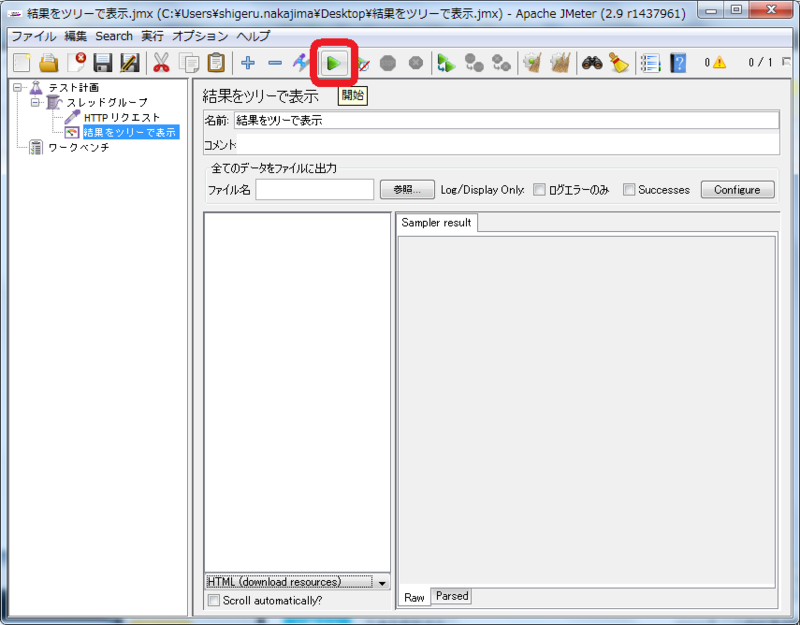 結果をツリーで表示.jmx (C:¥Users¥shigeru.nakajima¥Desktop¥結果をツリーで表示.jmx) - Apache JMeter (2.9 r1437961)
ファイル 編集 Search 実行 オプション ヘルプ
0 0 / 1
開始
テスト計画
スレッドグループ
HTTP リクエスト
結果をツリーで表示
ワークベンチ
結果をツリーで表示
名前: 結果をツリーで表示
コメント
全てのデータをファイルに出力
ファイル名 参照... Log/Display Only: ログエラーのみ Successes Configure
Sampler result
HTML (download resources)
Scroll automatically?
Raw Parsed